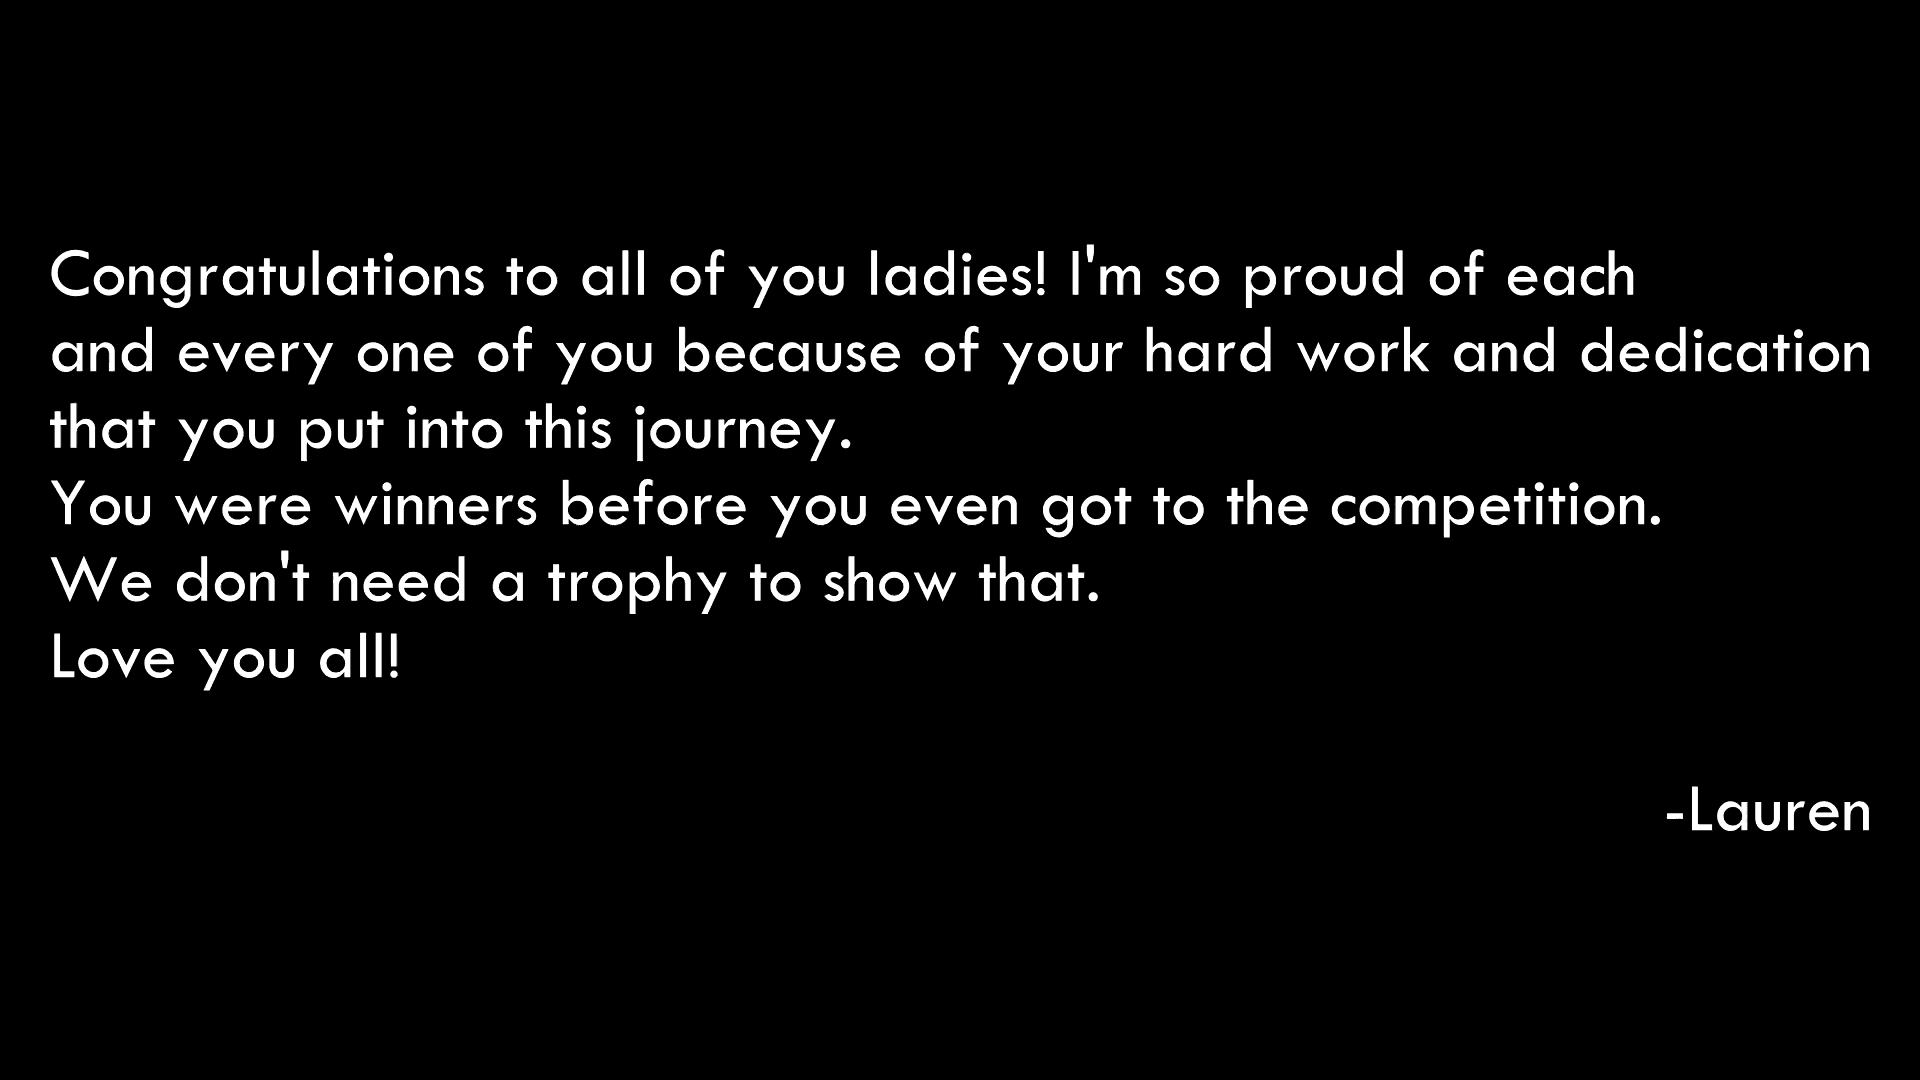 Congratulations to all of you ladies! I'm so proud of each
and every one of you because of your hard work and dedication
that you put into this journey.
You were winners before you even got to the competition.
We don't need a trophy to show that.
Love you all!
-Lauren